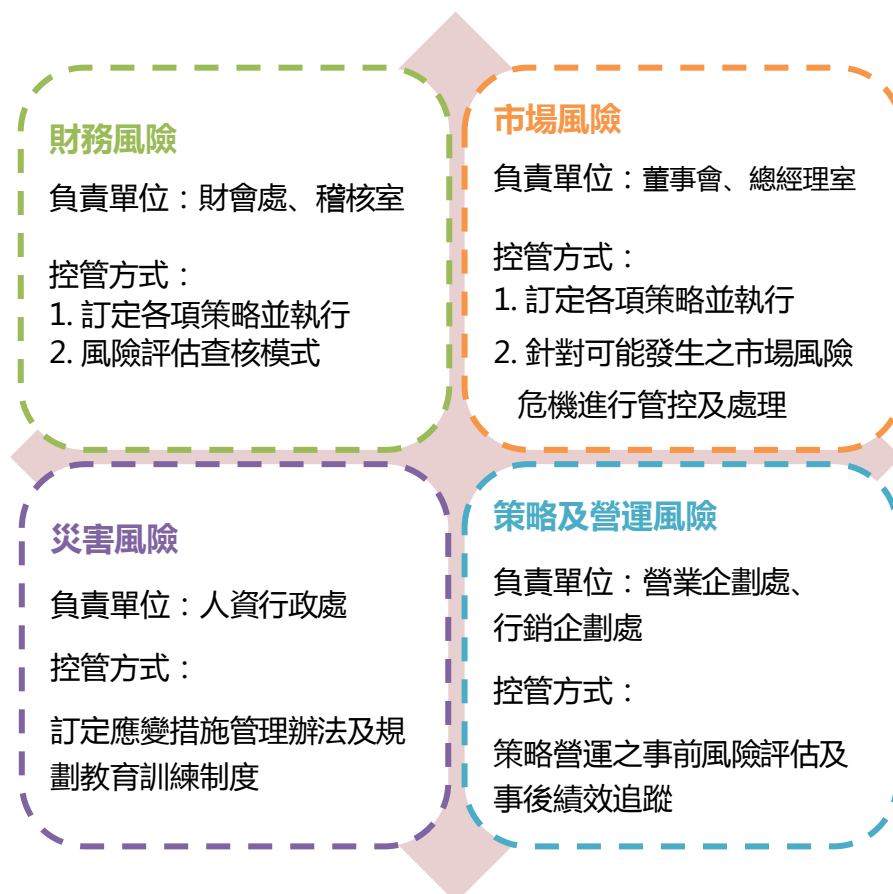 財務風險
負責單位：財會處、稽核室
控管方式：
1. 訂定各項策略並執行
2. 風險評估查核模式
市場風險
負責單位：董事會、總經理室
控管方式：
1. 訂定各項策略並執行
2. 針對可能發生之市場風險
危機進行管控及處理
災害風險
負責單位：人資行政處
控管方式：
訂定應變措施管理辦法及規
劃教育訓練制度
策略及營運風險
負責單位：營業企劃處、
行銷企劃處
控管方式：
策略營運之事前風險評估及
事後績效追蹤